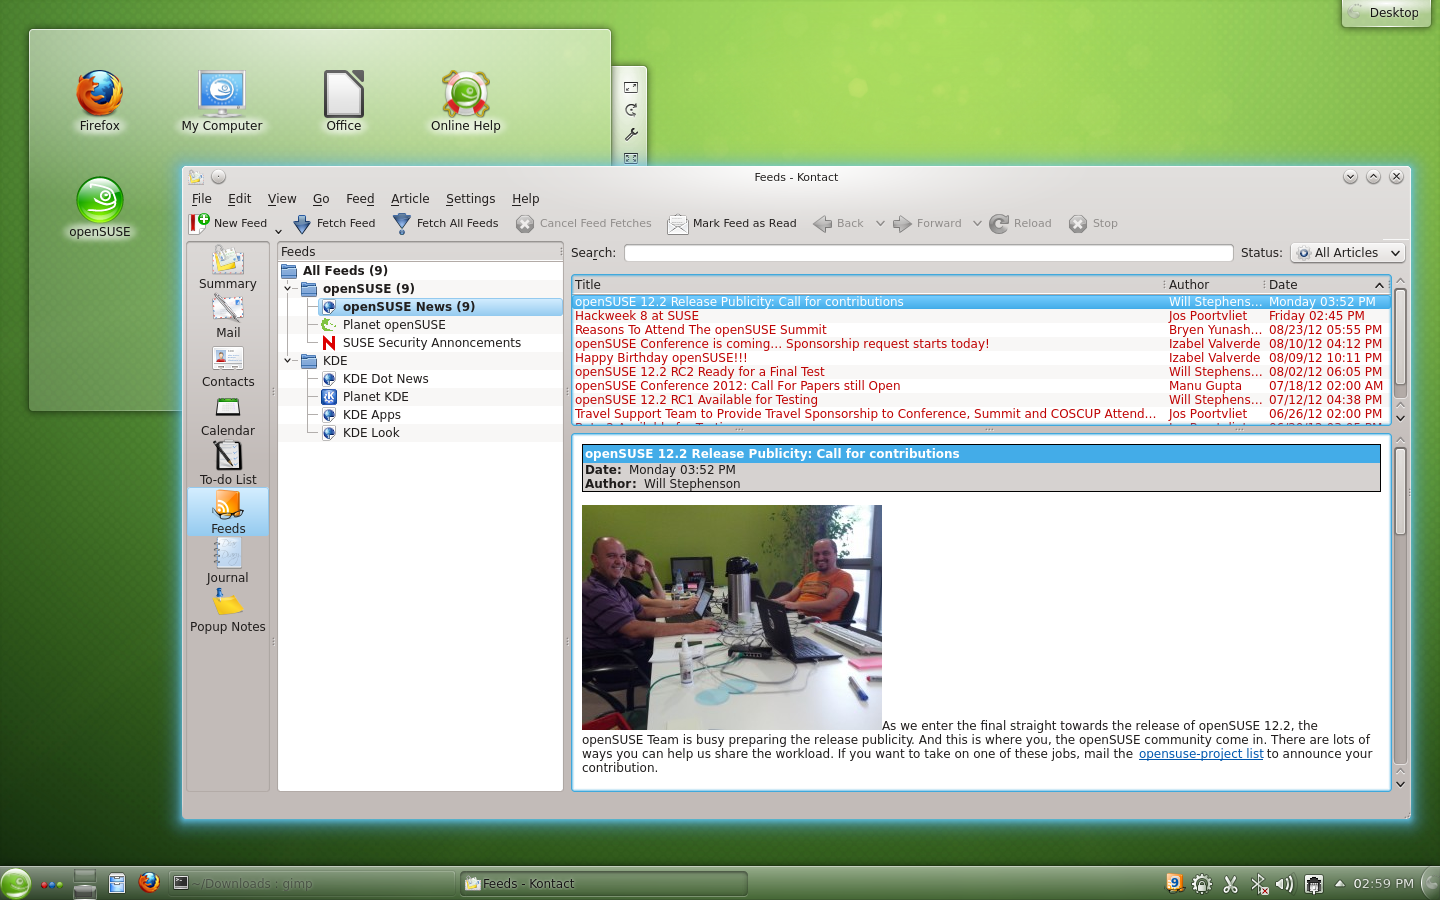 Desktop
Firefox
My Computer
Office
Online Help
openSUSE
Feeds - Kontact
File Edit View Go Feed Article Settings Help
New Feed Fetch Feed Fetch All Feeds Cancel Feed Fetches Mark Feed as Read Back Forward Reload Stop
Summary
Mail
Contacts
Calendar
To-do List
Feeds
Journal
Popup Notes
Feeds
All Feeds (9)
openSUSE (9)
openSUSE News (9)
Planet openSUSE
SUSE Security Annoncements
KDE
KDE Dot News
Planet KDE
KDE Apps
KDE Look
Search: Status: All Articles
Title Author Date
openSUSE 12.2 Release Publicity: Call for contributions Will Stephens... Monday 03:52 PM
Hackweek 8 at SUSE Jos Poortvliet Friday 02:45 PM
Reasons To Attend The openSUSE Summit Bryen Yunash... 08/23/12 05:55 PM
openSUSE Conference is coming... Sponsorship request starts today! Izabel Valverde 08/10/12 04:12 PM
Happy Birthday openSUSE!!! Izabel Valverde 08/09/12 10:11 PM
openSUSE 12.2 RC2 Ready for a Final Test Will Stephens... 08/02/12 06:05 PM
openSUSE Conference 2012: Call For Papers still Open Manu Gupta 07/18/12 02:00 AM
openSUSE 12.2 RC1 Available for Testing Will Stephens... 07/12/12 04:38 PM
Travel Support Team to Provide Travel Sponsorship to Conference, Summit and COSCUP Attend... Jos Poortvliet 06/26/12 02:00 PM
openSUSE 12.2 Release Publicity: Call for contributions
Date: Monday 03:52 PM
Author: Will Stephenson
As we enter the final straight towards the release of openSUSE 12.2, the
openSUSE Team is busy preparing the release publicity. And this is where you, the openSUSE community come in. There are lots of
ways you can help us share the workload. If you want to take on one of these jobs, mail the opensuse-project list to announce your
contribution.
~/Downloads : gimp
Feeds - Kontact
9
02:59 PM